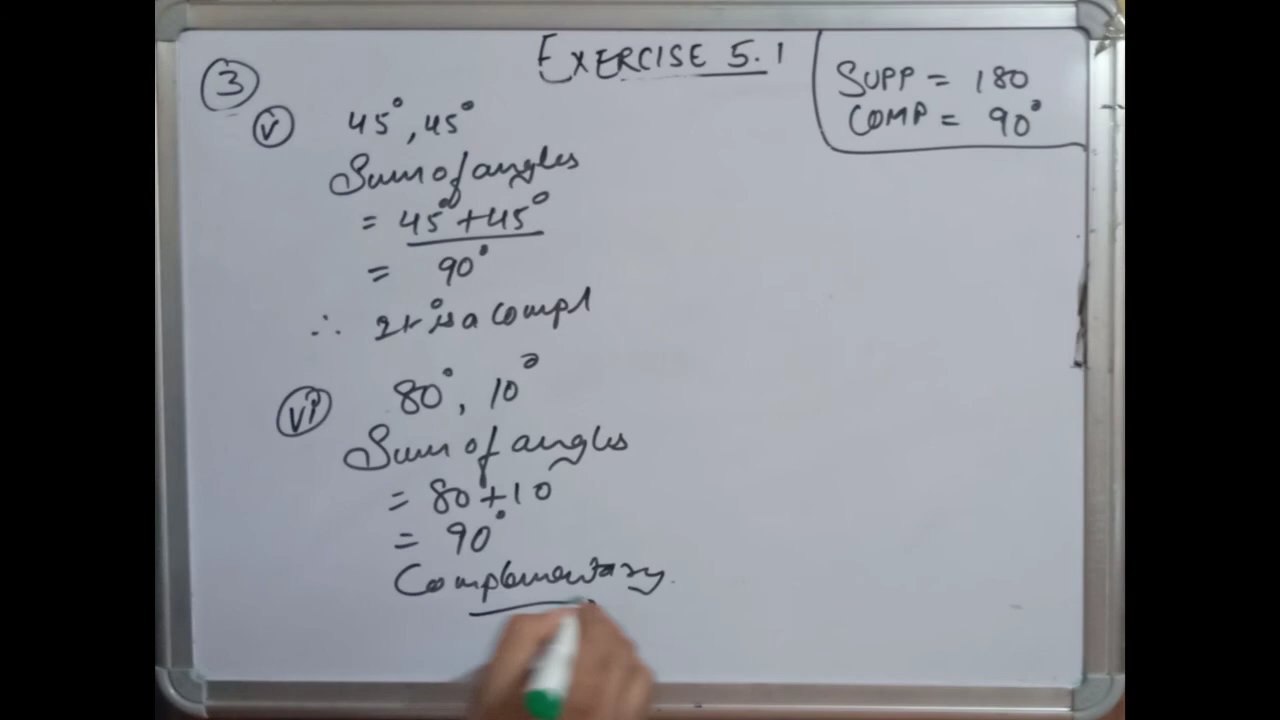 EXERCISE 5.1
SUPP = 180
COMP = 90°
3
v 45°, 45°
Sum of angles
= 45° + 45°
= 90°
∴ It is a compl
vi 80°, 10°
Sum of angles
= 80° + 10
= 90°
Complementary.